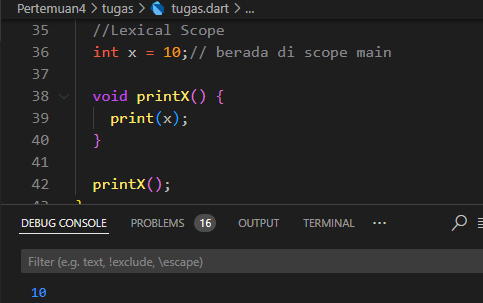 Pertemuan4 > tugas > tugas.dart > ...
35 //Lexical Scope
36 int x = 10;// berada di scope main
37
38 void printX() {
39 print(x);
40 }
41
42 printX();
43 }
DEBUG CONSOLE PROBLEMS 16 OUTPUT TERMINAL ...
Filter (e.g. text, !exclude, \escape)
10